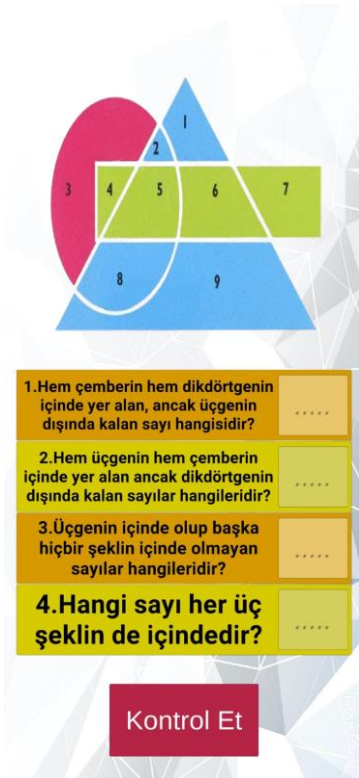 1
2
3 4 5 6 7
8 9
1.Hem çemberin hem dikdörtgenin
içinde yer alan, ancak üçgenin
dışında kalan sayı hangisidir?
.....
2.Hem üçgenin hem çemberin
içinde yer alan ancak dikdörtgenin
dışında kalan sayılar hangileridir?
.....
3.Üçgenin içinde olup başka
hiçbir şeklin içinde olmayan
sayılar hangileridir?
.....
4.Hangi sayı her üç
şeklin de içindedir?
.....
Kontrol Et